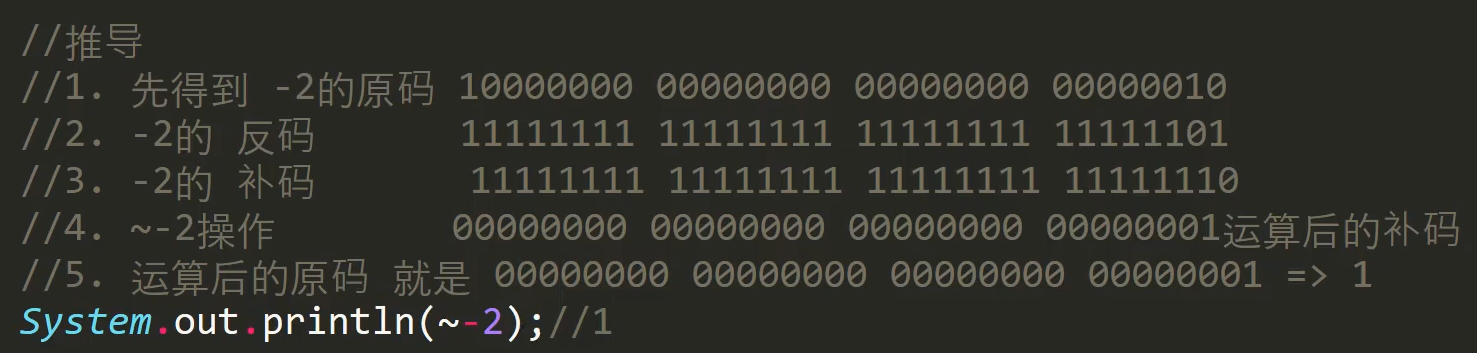 //推导
//1. 先得到 -2的原码 10000000 00000000 00000000 00000010
//2. -2的 反码 11111111 11111111 11111111 11111101
//3. -2的 补码 11111111 11111111 11111111 11111110
//4. ~-2操作 00000000 00000000 00000000 00000001运算后的补码
//5. 运算后的原码 就是 00000000 00000000 00000000 00000001 => 1
System.out.println(~-2);//1